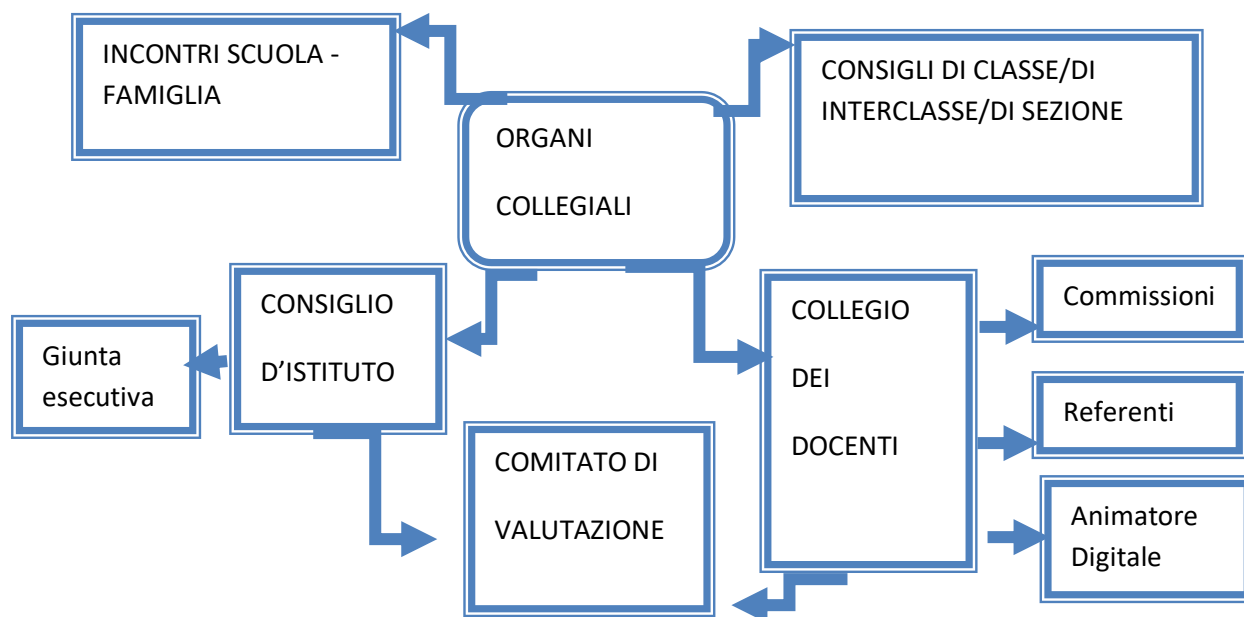 INCONTRI SCUOLA -
FAMIGLIA
CONSIGLI DI CLASSE/DI
INTERCLASSE/DI SEZIONE
ORGANI
COLLEGIALI
CONSIGLIO
D’ISTITUTO
Giunta
esecutiva
COMITATO DI
VALUTAZIONE
COLLEGIO
DEI
DOCENTI
Commissioni
Referenti
Animatore
Digitale